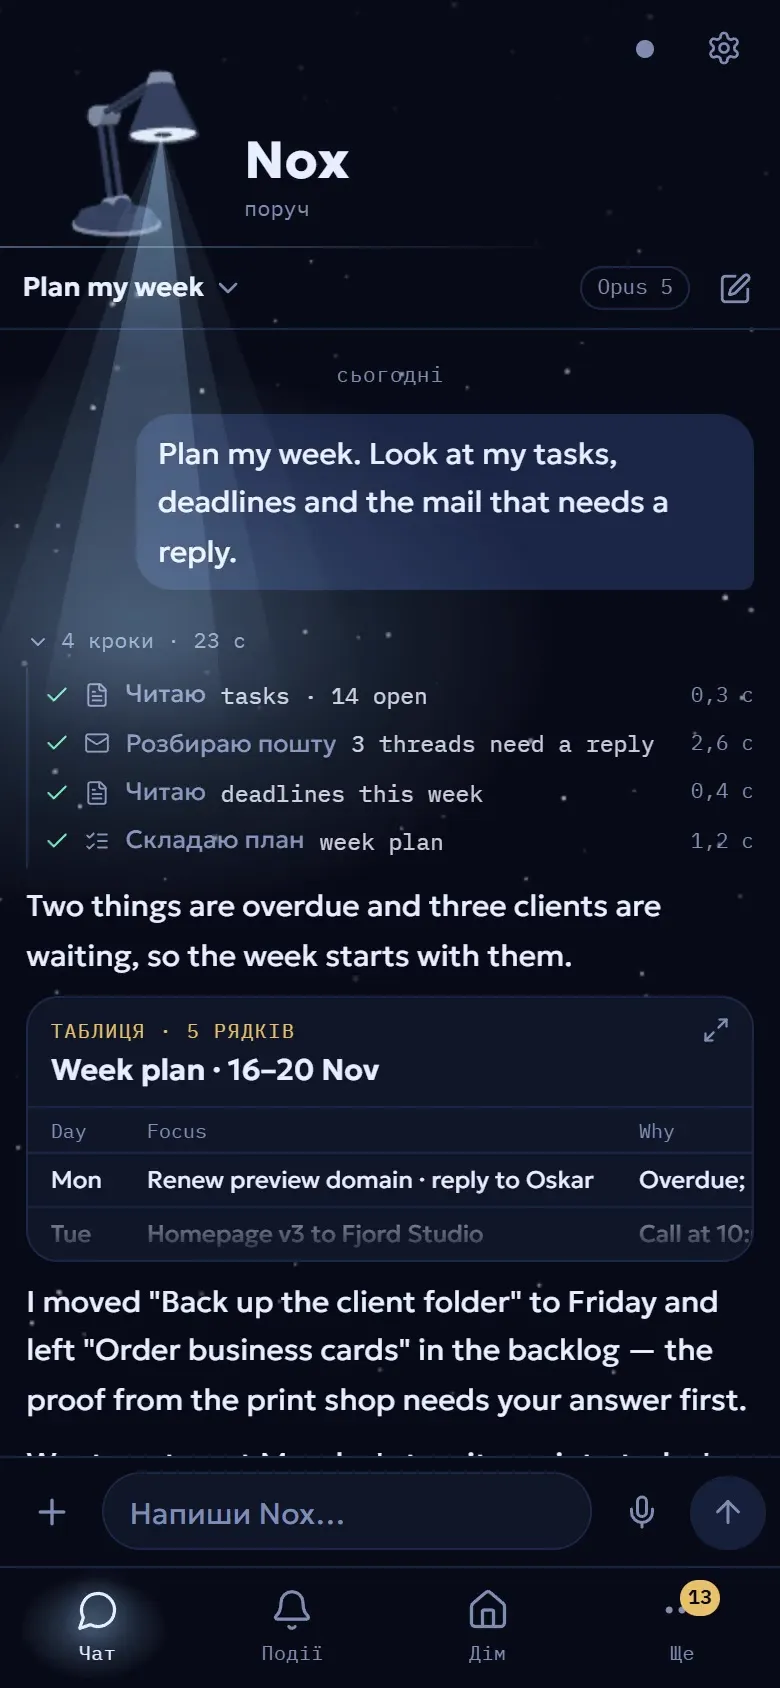 Nox
поруч
Plan my week
Opus 5
сьогодні
Plan my week. Look at my tasks,
deadlines and the mail that needs a
reply.
4 кроки · 23 с
Читаю tasks · 14 open 0,3 с
Розбираю пошту 3 threads need a reply 2,6 с
Читаю deadlines this week 0,4 с
Складаю план week plan 1,2 с
Two things are overdue and three clients are
waiting, so the week starts with them.
ТАБЛИЦЯ · 5 РЯДКІВ
Week plan · 16–20 Nov
Day Focus Why
Mon Renew preview domain · reply to Oskar Overdue;
Tue Homepage v3 to Fjord Studio Call at 10:
I moved "Back up the client folder" to Friday and
left "Order business cards" in the backlog — the
proof from the print shop needs your answer first.
Напиши Nox...
13
Чат Події Дім Ще